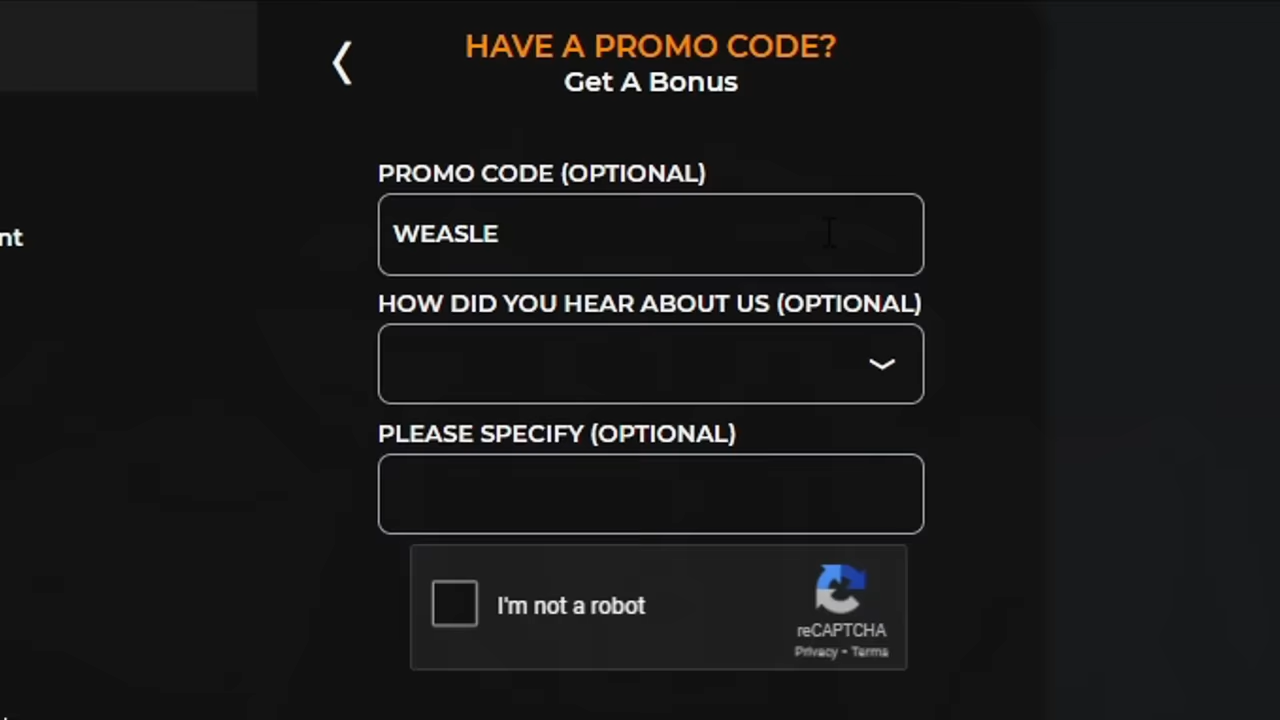 HAVE A PROMO CODE?
Get A Bonus
PROMO CODE (OPTIONAL)
WEASLE
nt
HOW DID YOU HEAR ABOUT US (OPTIONAL)
PLEASE SPECIFY (OPTIONAL)
I'm not a robot
reCAPTCHA
Privacy - Terms